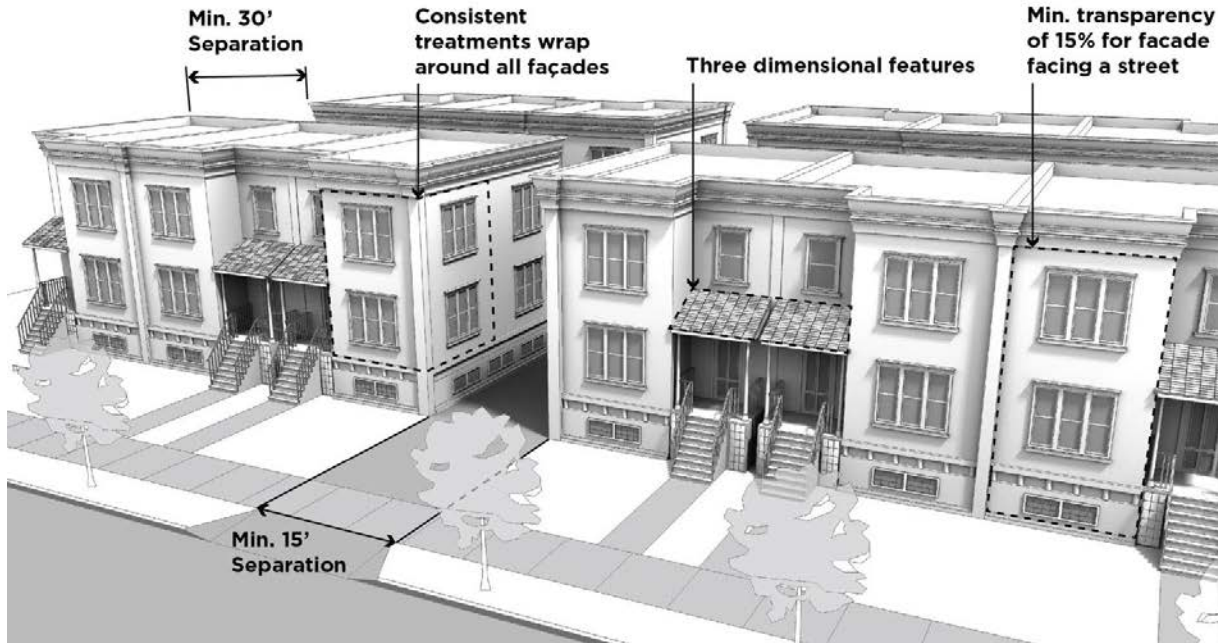 Min. 30’
Separation
Consistent
treatments wrap
around all façades
Three dimensional features
Min. transparency
of 15% for facade
facing a street
Min. 15’
Separation